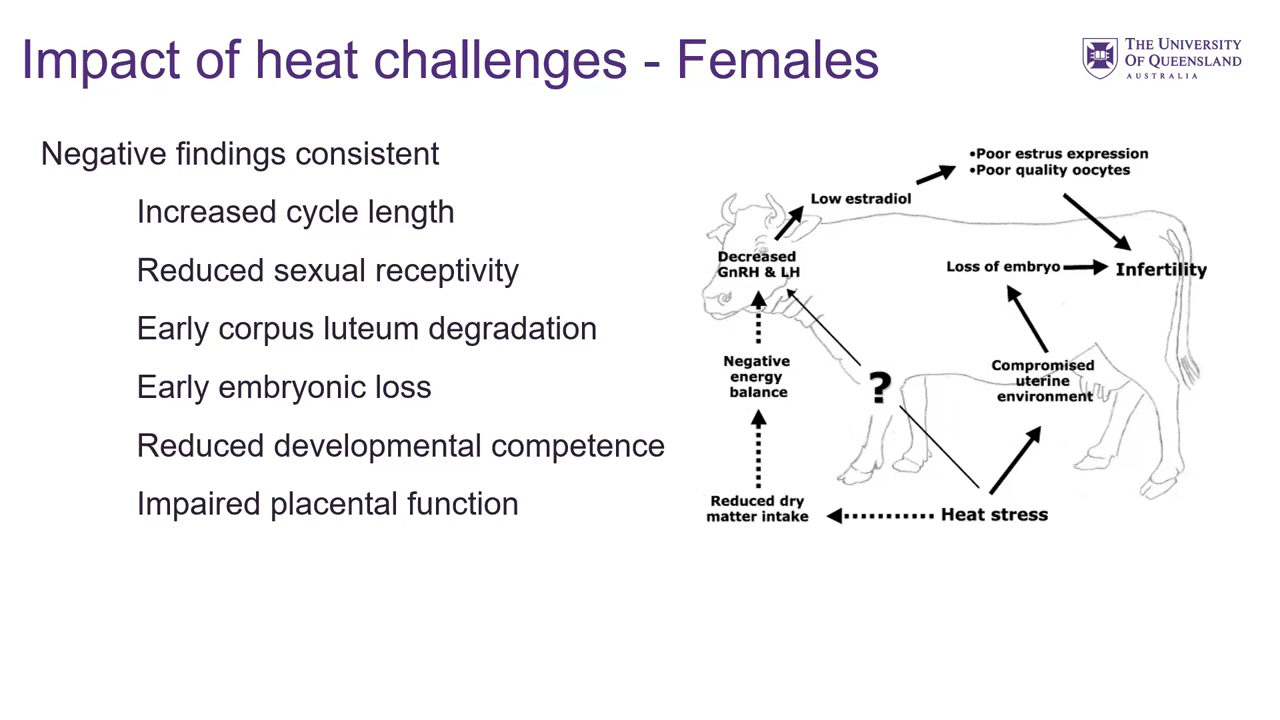 Impact of heat challenges - Females
THE UNIVERSITY
OF QUEENSLAND
AUSTRALIA
Negative findings consistent
Increased cycle length
Reduced sexual receptivity
Early corpus luteum degradation
Early embryonic loss
Reduced developmental competence
Impaired placental function
•Poor estrus expression
•Poor quality oocytes
Low estradiol
Decreased
GnRH & LH
Loss of embryo
Infertility
Negative
energy
balance
?
Compromised
uterine
environment
Reduced dry
matter intake
Heat stress